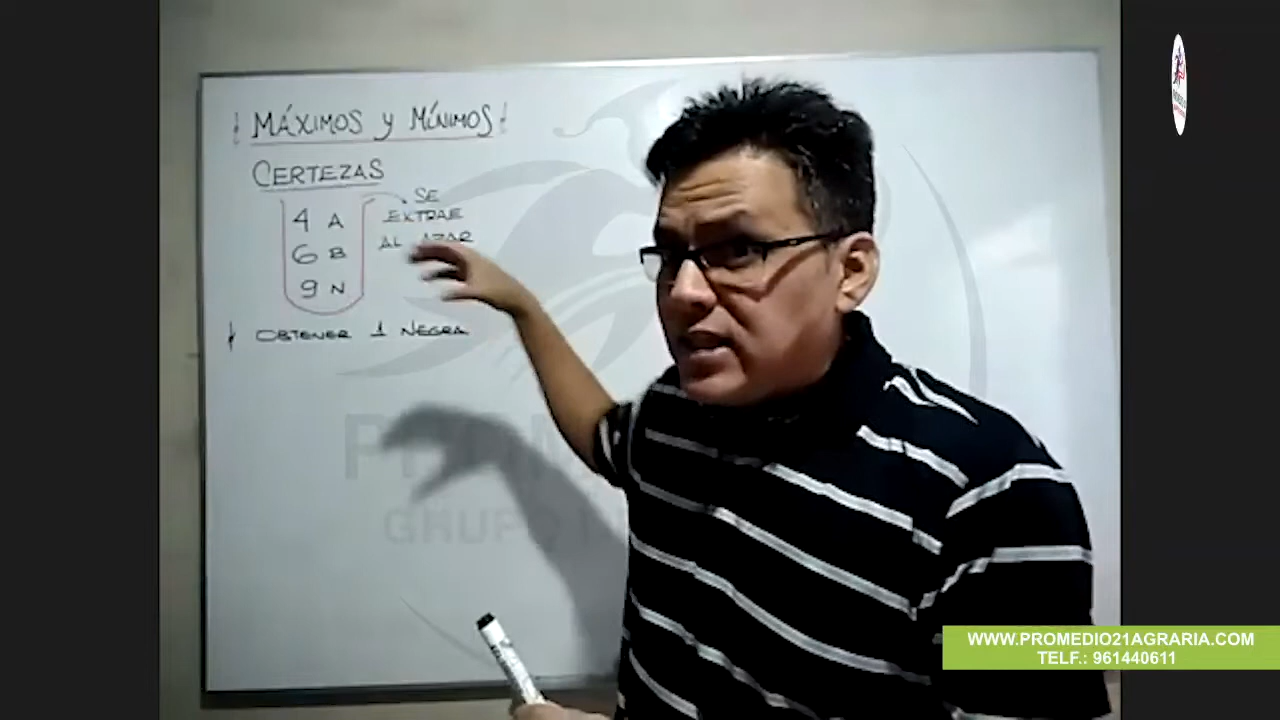 MÁXIMOS y MÍNIMOS
CERTEZAS
SE
EXTRAE
AL AZAR
4 A
6 B
9 N
OBTENER 1 NEGRA
WWW.PROMEDIO21AGRARIA.COM
TELF.: 961440611